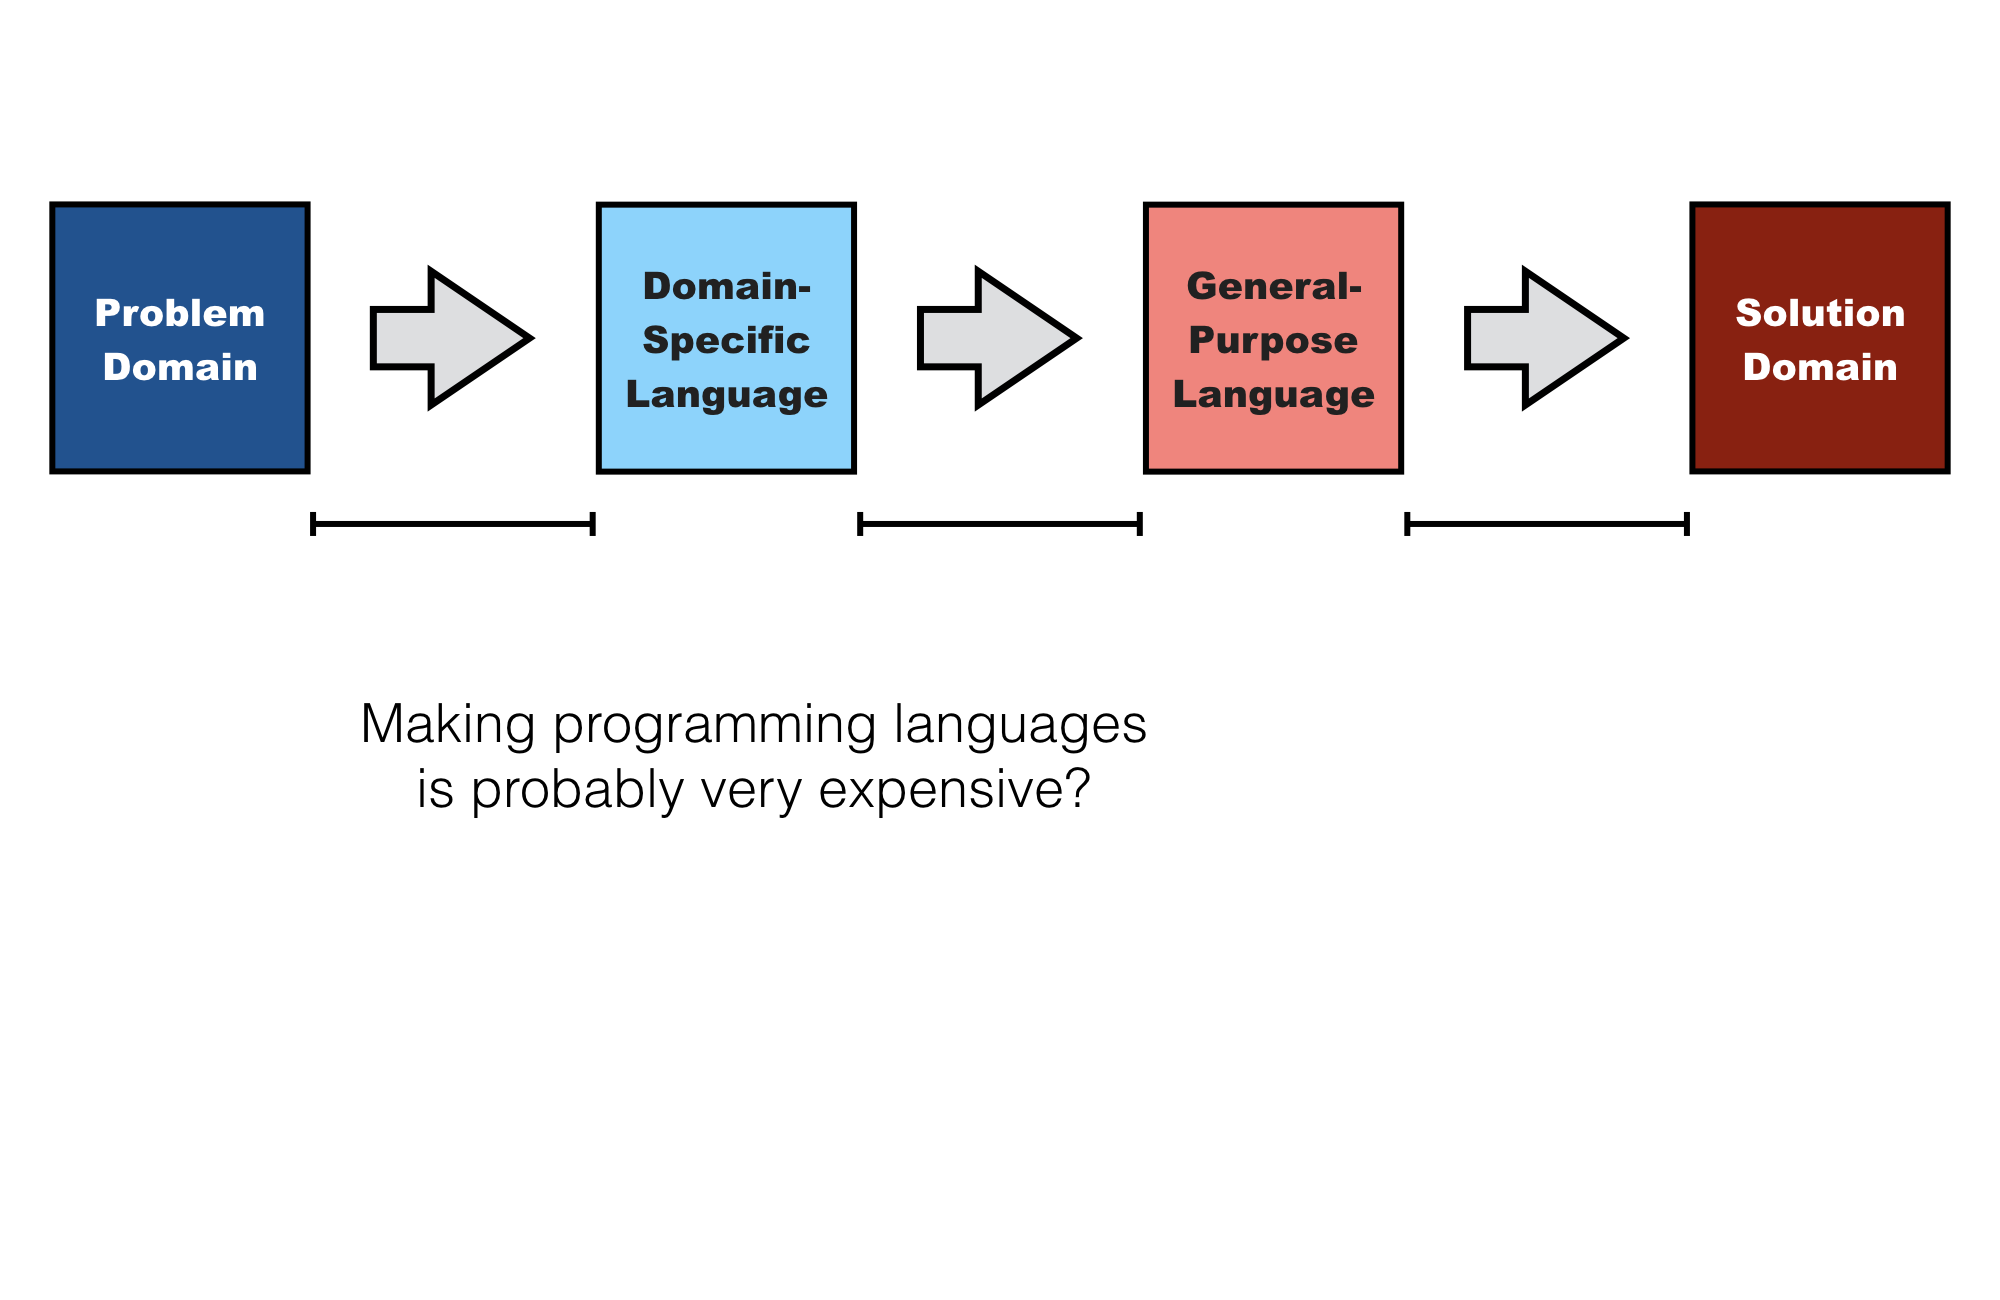 Problem
Domain
Domain-
Specific
Language
General-
Purpose
Language
Solution
Domain
Making programming languages
is probably very expensive?